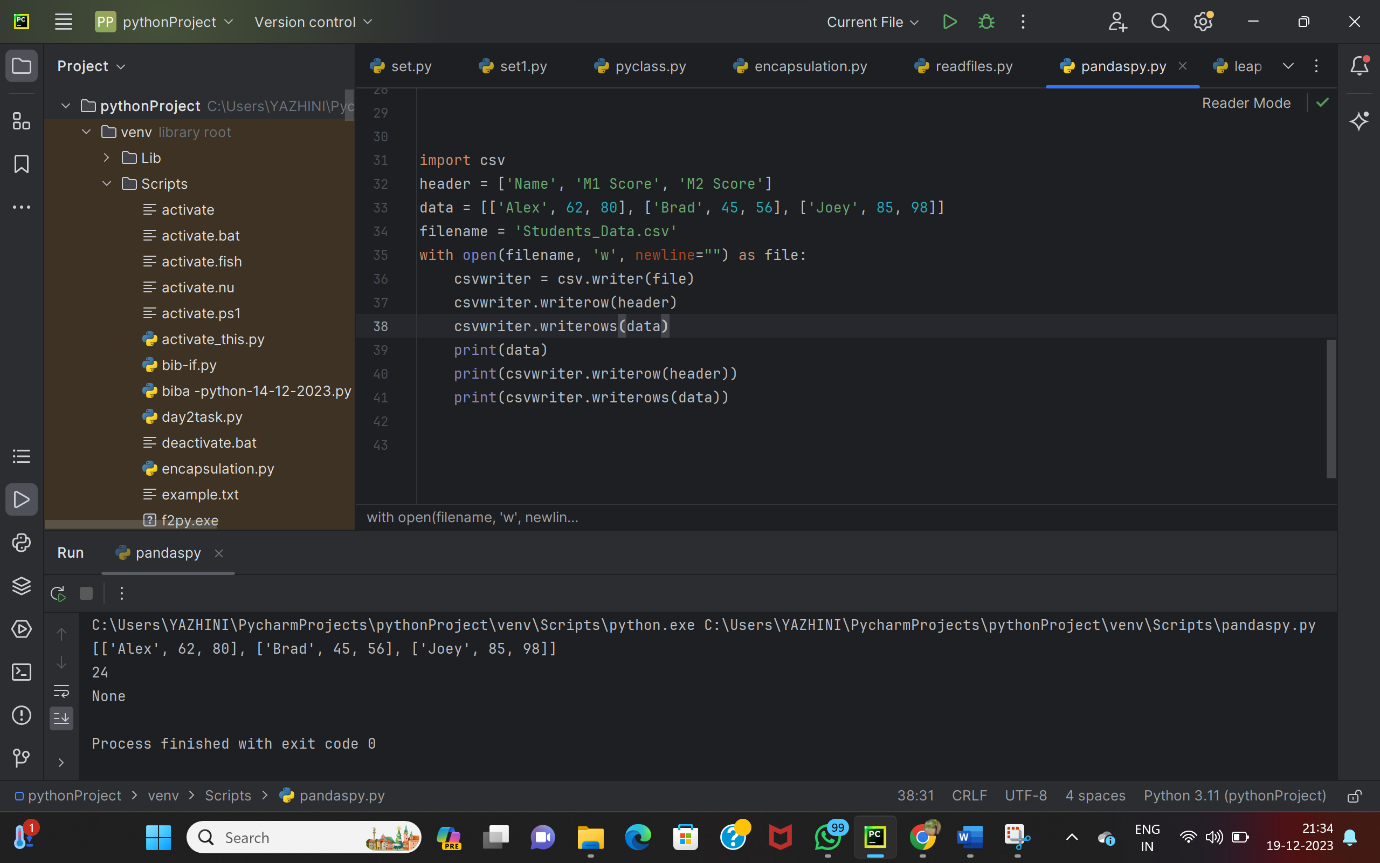 PC
PP pythonProject Version control Current File
Project
set.py set1.py pyclass.py encapsulation.py readfiles.py pandaspy.py leap
pythonProject C:\Users\YAZHINI\Pyc
venv library root
Lib
Scripts
activate
activate.bat
activate.fish
activate.nu
activate.ps1
activate_this.py
bib-if.py
biba -python-14-12-2023.py
day2task.py
deactivate.bat
encapsulation.py
example.txt
f2py.exe
Reader Mode
28
29
30
31 import csv
32 header = ['Name', 'M1 Score', 'M2 Score']
33 data = [['Alex', 62, 80], ['Brad', 45, 56], ['Joey', 85, 98]]
34 filename = 'Students_Data.csv'
35 with open(filename, 'w', newline="") as file:
36 csvwriter = csv.writer(file)
37 csvwriter.writerow(header)
38 csvwriter.writerows(data)
39 print(data)
40 print(csvwriter.writerow(header))
41 print(csvwriter.writerows(data))
42
43
with open(filename, 'w', newlin...
Run pandaspy
C:\Users\YAZHINI\PycharmProjects\pythonProject\venv\Scripts\python.exe C:\Users\YAZHINI\PycharmProjects\pythonProject\venv\Scripts\pandaspy.py
[['Alex', 62, 80], ['Brad', 45, 56], ['Joey', 85, 98]]
24
None
Process finished with exit code 0
pythonProject > venv > Scripts > pandaspy.py 38:31 CRLF UTF-8 4 spaces Python 3.11 (pythonProject)
1 Search PRE 99 PC W ENG 21:34
IN 19-12-2023